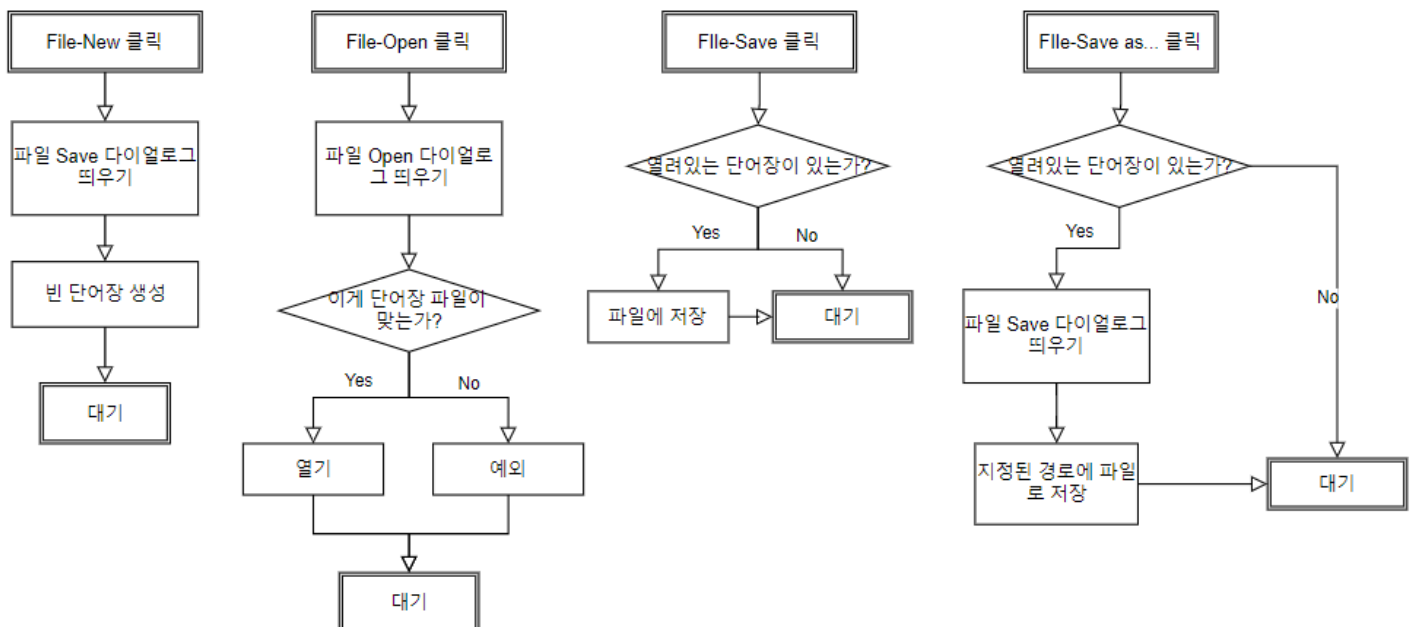 File-New 클릭
파일 Save 다이얼로그
띄우기
빈 단어장 생성
대기
File-Open 클릭
파일 Open 다이얼로
그 띄우기
이게 단어장 파일이
맞는가?
Yes
No
열기
예외
대기
FIle-Save 클릭
열려있는 단어장이 있는가?
Yes
No
파일에 저장
대기
FIle-Save as... 클릭
열려있는 단어장이 있는가?
Yes
No
파일 Save 다이얼로그
띄우기
지정된 경로에 파일
로 저장
대기